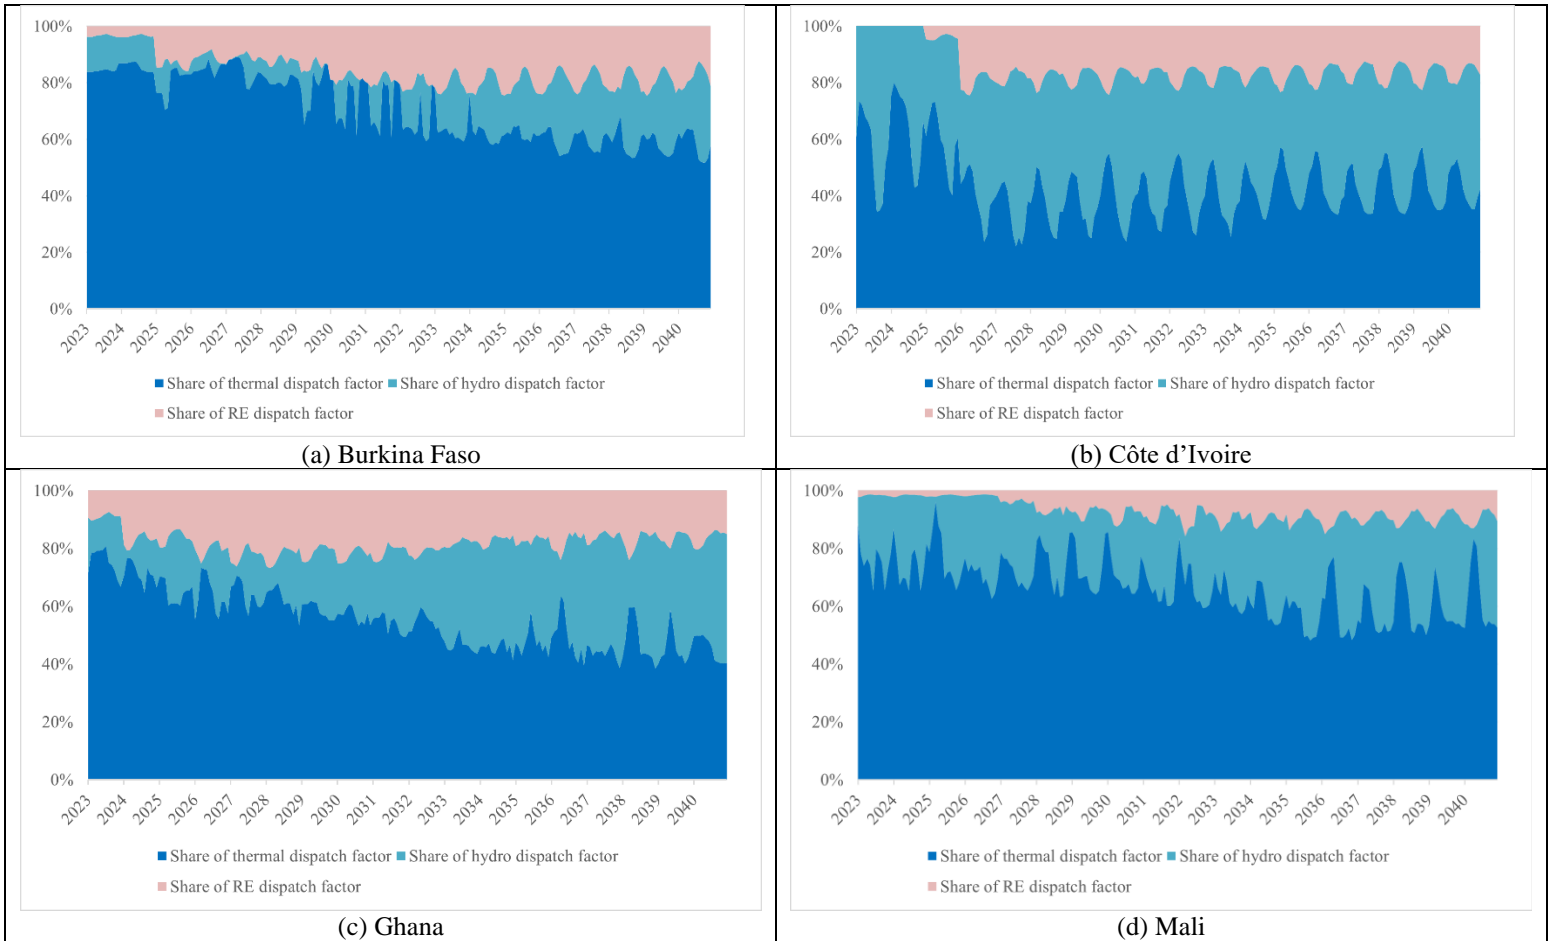 100%
80%
60%
40%
20%
0%
2023 2024 2025 2026 2027 2028 2029 2030 2031 2032 2033 2034 2035 2036 2037 2038 2039 2040
Share of thermal dispatch factor Share of hydro dispatch factor
Share of RE dispatch factor
(a) Burkina Faso
100%
80%
60%
40%
20%
0%
2023 2024 2025 2026 2027 2028 2029 2030 2031 2032 2033 2034 2035 2036 2037 2038 2039 2040
Share of thermal dispatch factor Share of hydro dispatch factor
Share of RE dispatch factor
(b) Côte d’Ivoire
100%
80%
60%
40%
20%
0%
2023 2024 2025 2026 2027 2028 2029 2030 2031 2032 2033 2034 2035 2036 2037 2038 2039 2040
Share of thermal dispatch factor Share of hydro dispatch factor
Share of RE dispatch factor
(c) Ghana
100%
80%
60%
40%
20%
0%
2023 2024 2025 2026 2027 2028 2029 2030 2031 2032 2033 2034 2035 2036 2037 2038 2039 2040
Share of thermal dispatch factor Share of hydro dispatch factor
Share of RE dispatch factor
(d) Mali